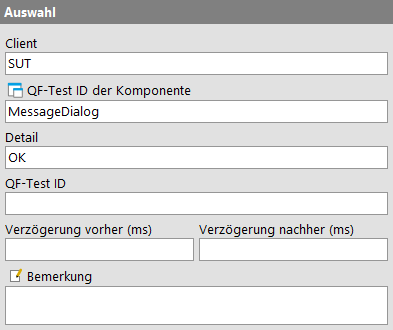 Auswahl
Client
SUT
QF-Test ID der Komponente
MessageDialog
Detail
OK
QF-Test ID
Verzögerung vorher (ms) Verzögerung nachher (ms)
Bemerkung